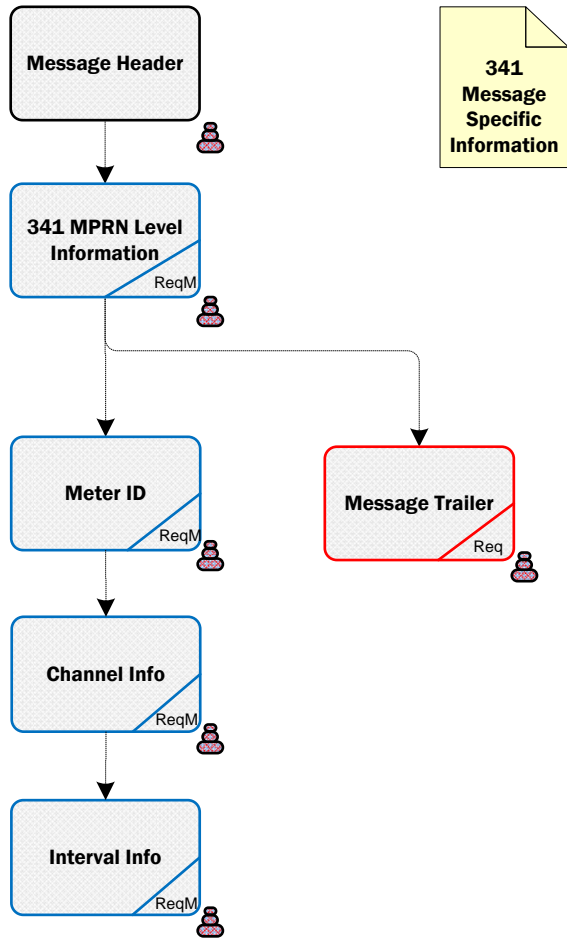 Message Header
341
Message
Specific
Information
341 MPRN Level
Information
ReqM
Meter ID
ReqM
Message Trailer
Req
Channel Info
ReqM
Interval Info
ReqM